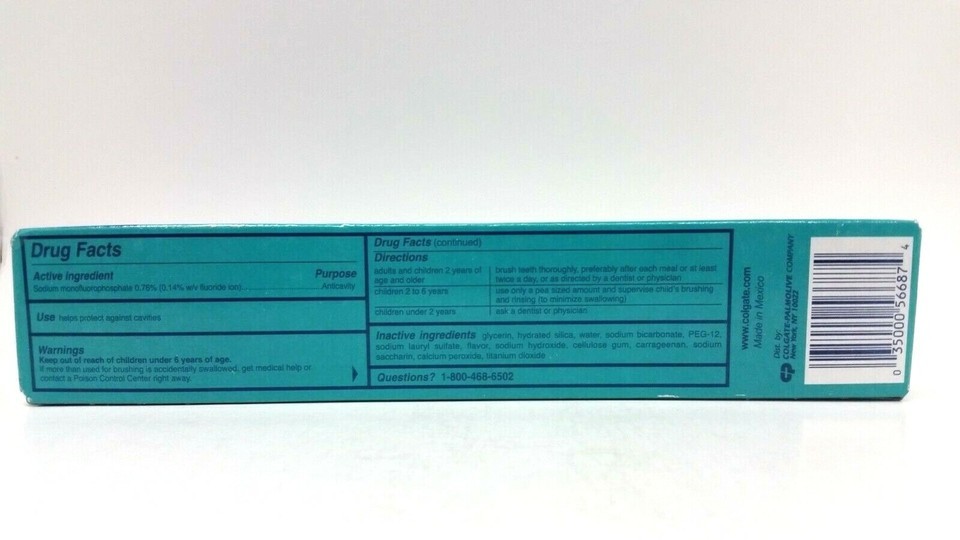 Drug Facts
Active ingredient Purpose
Sodium monofluorophosphate 0.76% (0.14% w/v fluoride ion) Anticavity
Use helps protect against cavities
Warnings
Keep out of reach of children under 6 years of age.
If more than used for brushing is accidentally swallowed, get medical help or
contact a Poison Control Center right away.
Drug Facts (continued)
Directions
adults and children 2 years of
age and older
brush teeth thoroughly, preferably after each meal or at least
twice a day, or as directed by a dentist or physician
children 2 to 6 years
use only a pea sized amount and supervise child's brushing
and rinsing (to minimize swallowing)
children under 2 years
ask a dentist or physician
Inactive ingredients glycerin, hydrated silica, water, sodium bicarbonate, PEG-12,
sodium lauryl sulfate, flavor, sodium hydroxide, cellulose gum, carrageenan, sodium
saccharin, calcium peroxide, titanium dioxide
Questions? 1-800-468-6502
www.colgate.com
Made in Mexico
Dist. by:
COLGATE-PALMOLIVE COMPANY
New York, NY 10022
CP
0 35000 56687 4